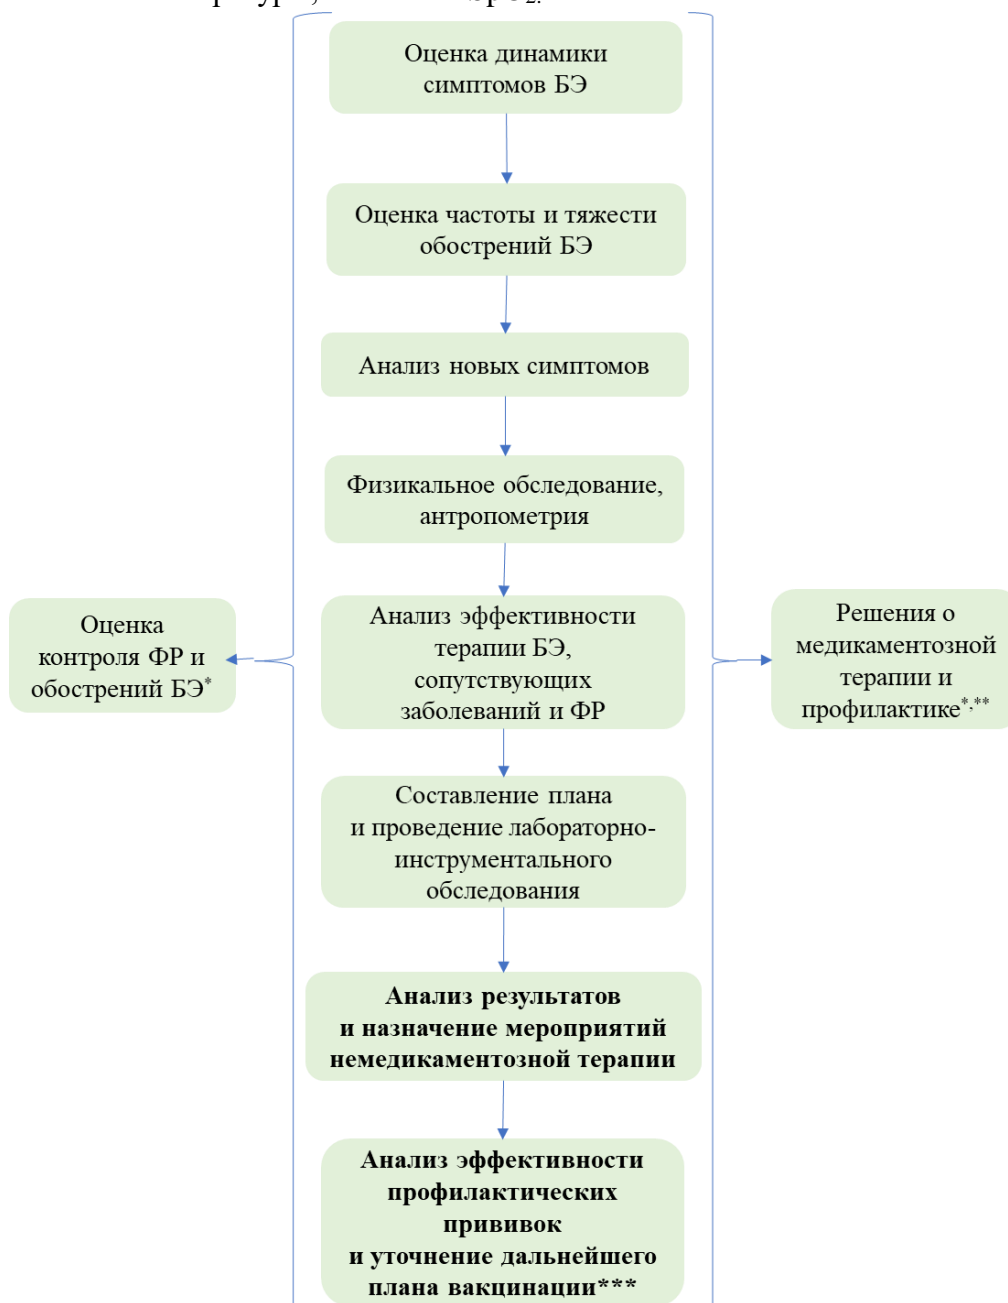 SpO₂.
Оценка динамики
симптомов БЭ
Оценка частоты и тяжести
обострений БЭ
Анализ новых симптомов
Физикальное обследование,
антропометрия
Анализ эффективности
терапии БЭ,
сопутствующих
заболеваний и ФР
Оценка
контроля ФР и
обострений БЭ*
Решения о
медикаментозной
терапии и
профилактике*,**
Составление плана
и проведение лабораторно-
инструментального
обследования
Анализ результатов
и назначение мероприятий
немедикаментозной терапии
Анализ эффективности
профилактических
прививок
и уточнение дальнейшего
плана вакцинации***